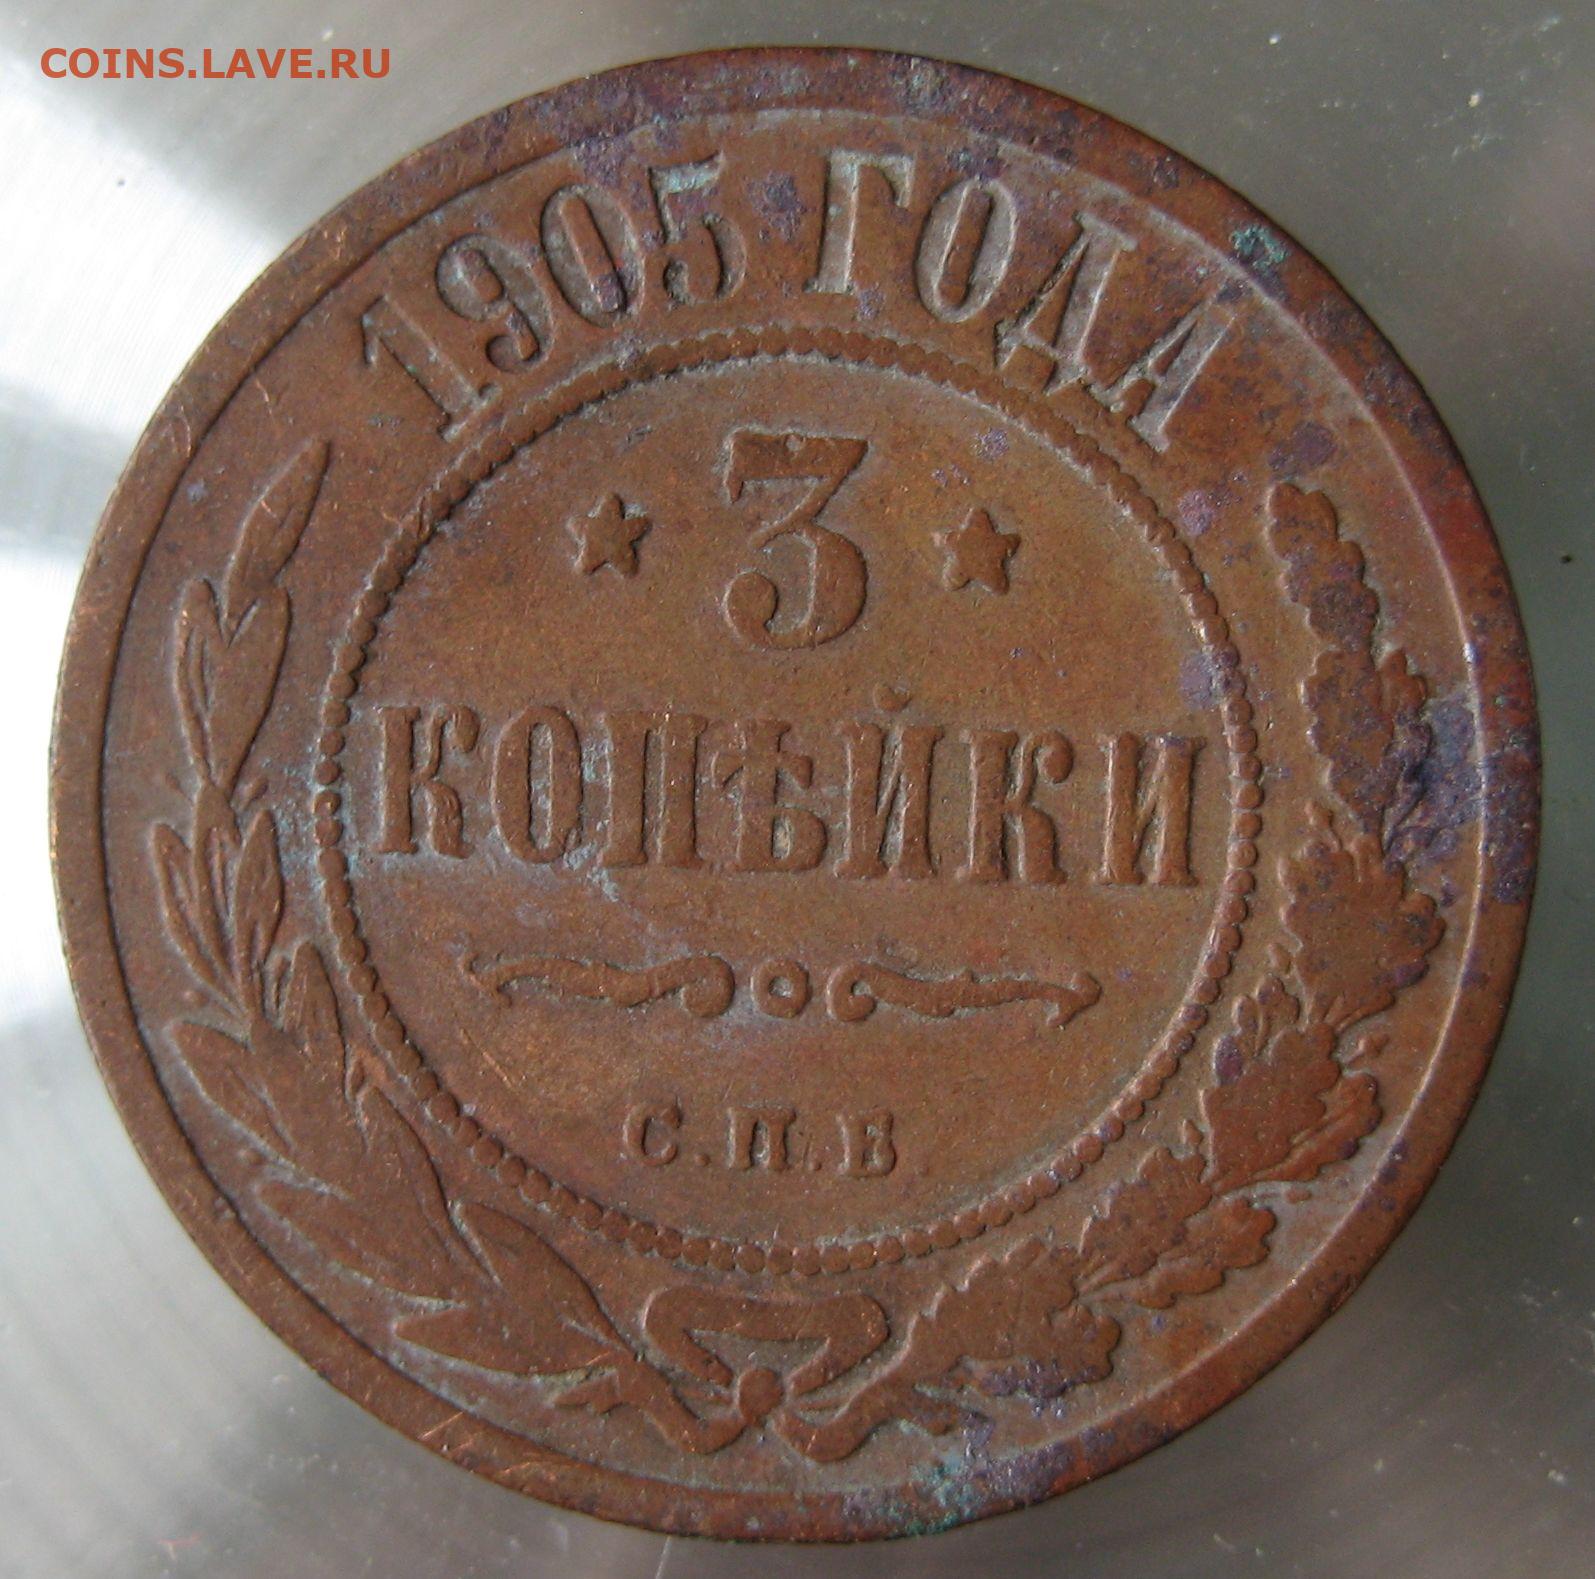 COINS.LAVE.RU
1905 ГОДА
3
КОПѢЙКИ
С.П.Б